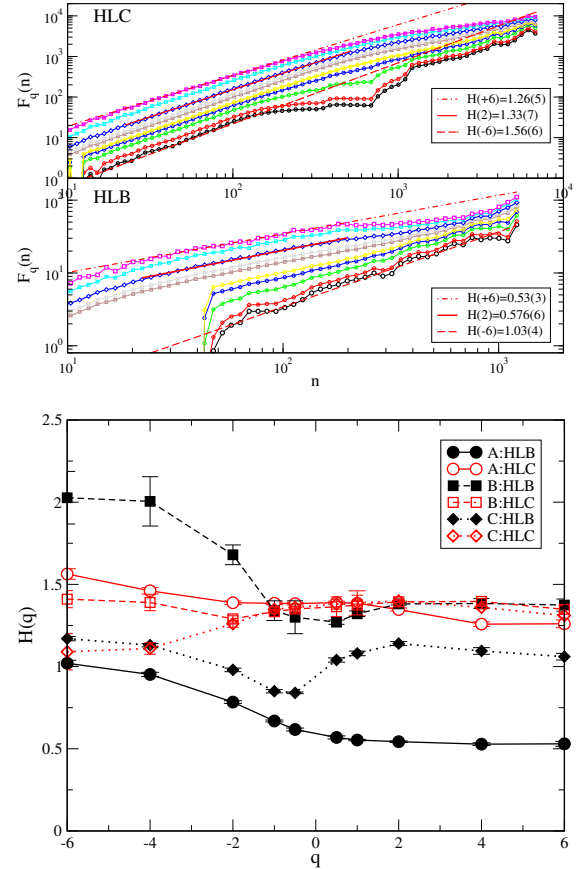 HLC
F_q(n)
10^4
10^3
10^2
10^1
1
H(+6)=1.26(5)
H(2)=1.33(7)
H(-6)=1.56(6)
10^1
10^2
10^3
10^4
HLB
F_q(n)
10^2
10^1
10^0
H(+6)=0.53(3)
H(2)=0.576(6)
H(-6)=1.03(4)
10^1
10^2
10^3
n
2.5
2
1.5
1
0.5
0
H(q)
A:HLB
A:HLC
B:HLB
B:HLC
C:HLB
C:HLC
-6
-4
-2
0
2
4
6
q